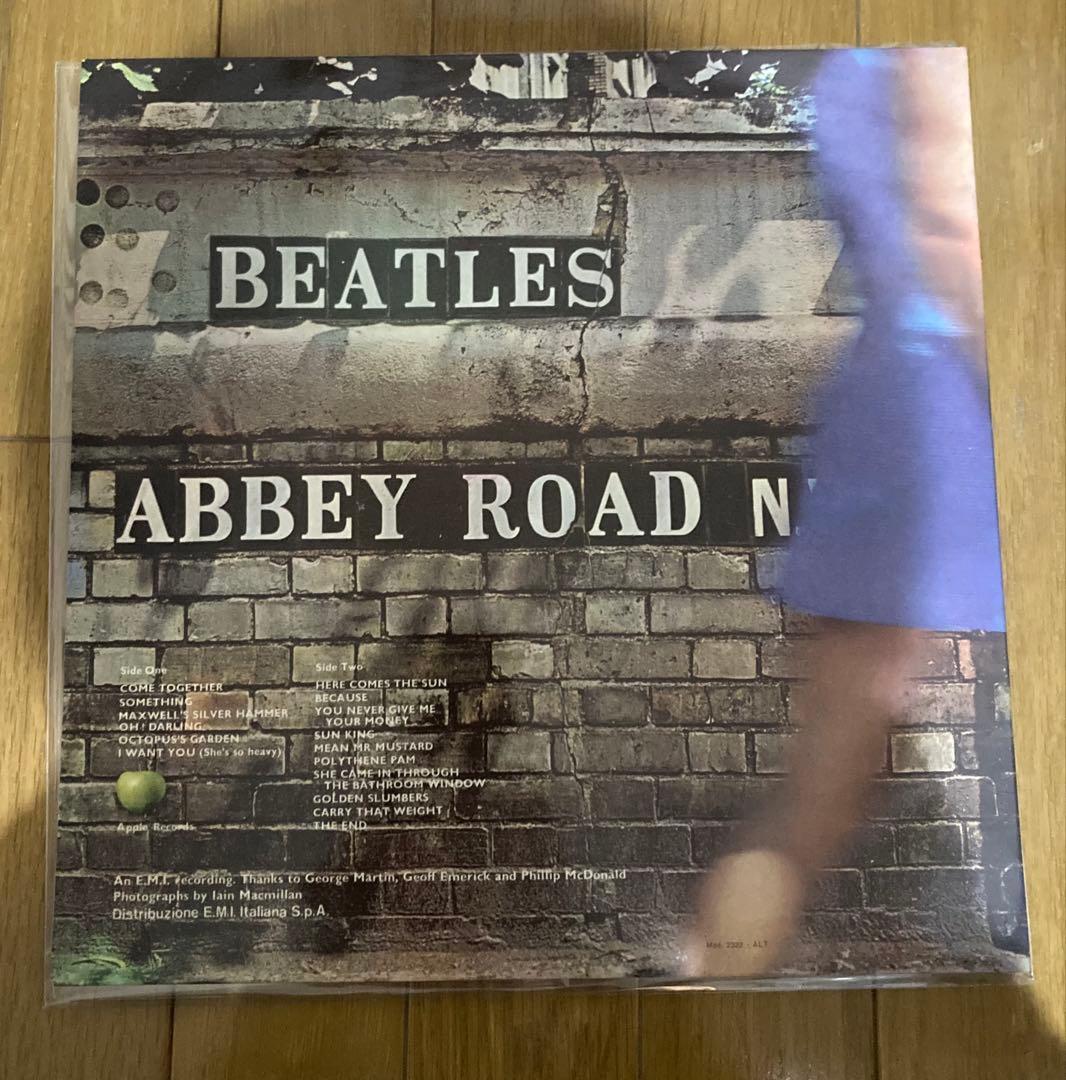 BEATLES
ABBEY ROAD N
Side One
COME TOGETHER
SOMETHING
MAXWELL'S SILVER HAMMER
OH! DARLING
OCTOPUS'S GARDEN
I WANT YOU (She's so heavy)
Apple Records
Side Two
HERE COMES THE SUN
BECAUSE
YOU NEVER GIVE ME
YOUR MONEY
SUN KING
MEAN MR MUSTARD
POLYTHENE PAM
SHE CAME IN THROUGH
THE BATHROOM WINDOW
GOLDEN SLUMBERS
CARRY THAT WEIGHT
THE END
An E.M.I. recording. Thanks to George Martin, Geoff Emerick and Phillip McDonald
Photographs by Iain Macmillan
Distribuzione E.M.I. Italiana S.p.A.